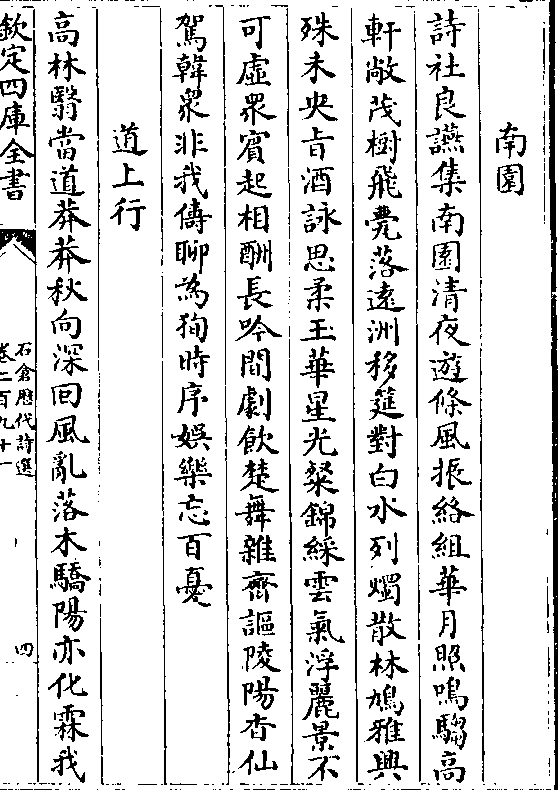 南園
詩社良讌集南園清夜遊條風振絡組華月照鳴騶高
軒敞茂樹飛甍落遠洲移筵對白水列燭散林鳩雅興
殊未央旨酒詠思柔玉華星光粲錦綵雲氣浮麗景不
可虛衆賓起相酬長吟間劇飲楚舞雜齊謳陵陽杳仙
駕韓衆非我儔聊為狥時序娛樂忘百憂
道上行
高林翳當道莽莽秋向深回風亂落木驕陽亦化霖我
欽定四庫全書
石倉歷代詩選
卷二百九十一
四